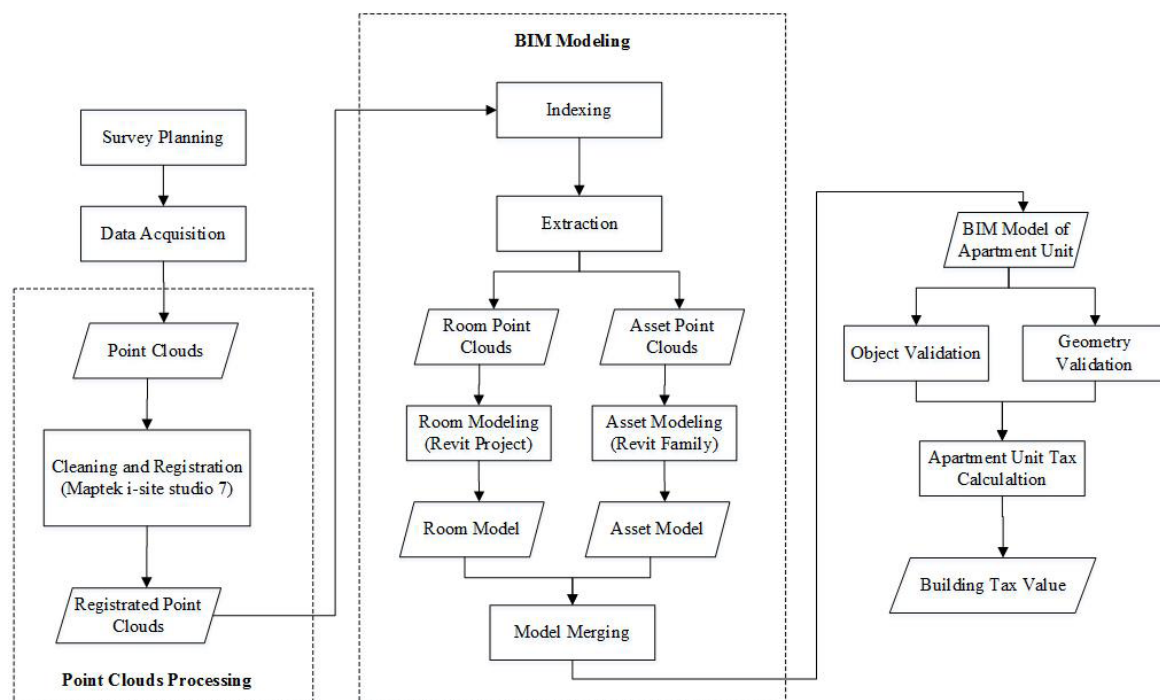 Survey Planning
Data Acquisition
Point Clouds
Cleaning and Registration
(Maptek i-site studio 7)
Registrated Point
Clouds
Point Clouds Processing
BIM Modeling
Indexing
Extraction
Room Point
Clouds
Asset Point
Clouds
Room Modeling
(Revit Project)
Asset Modeling
(Revit Family)
Room Model
Asset Model
Model Merging
BIM Model of
Apartment Unit
Object Validation
Geometry
Validation
Apartment Unit Tax
Calculaltion
Building Tax Value